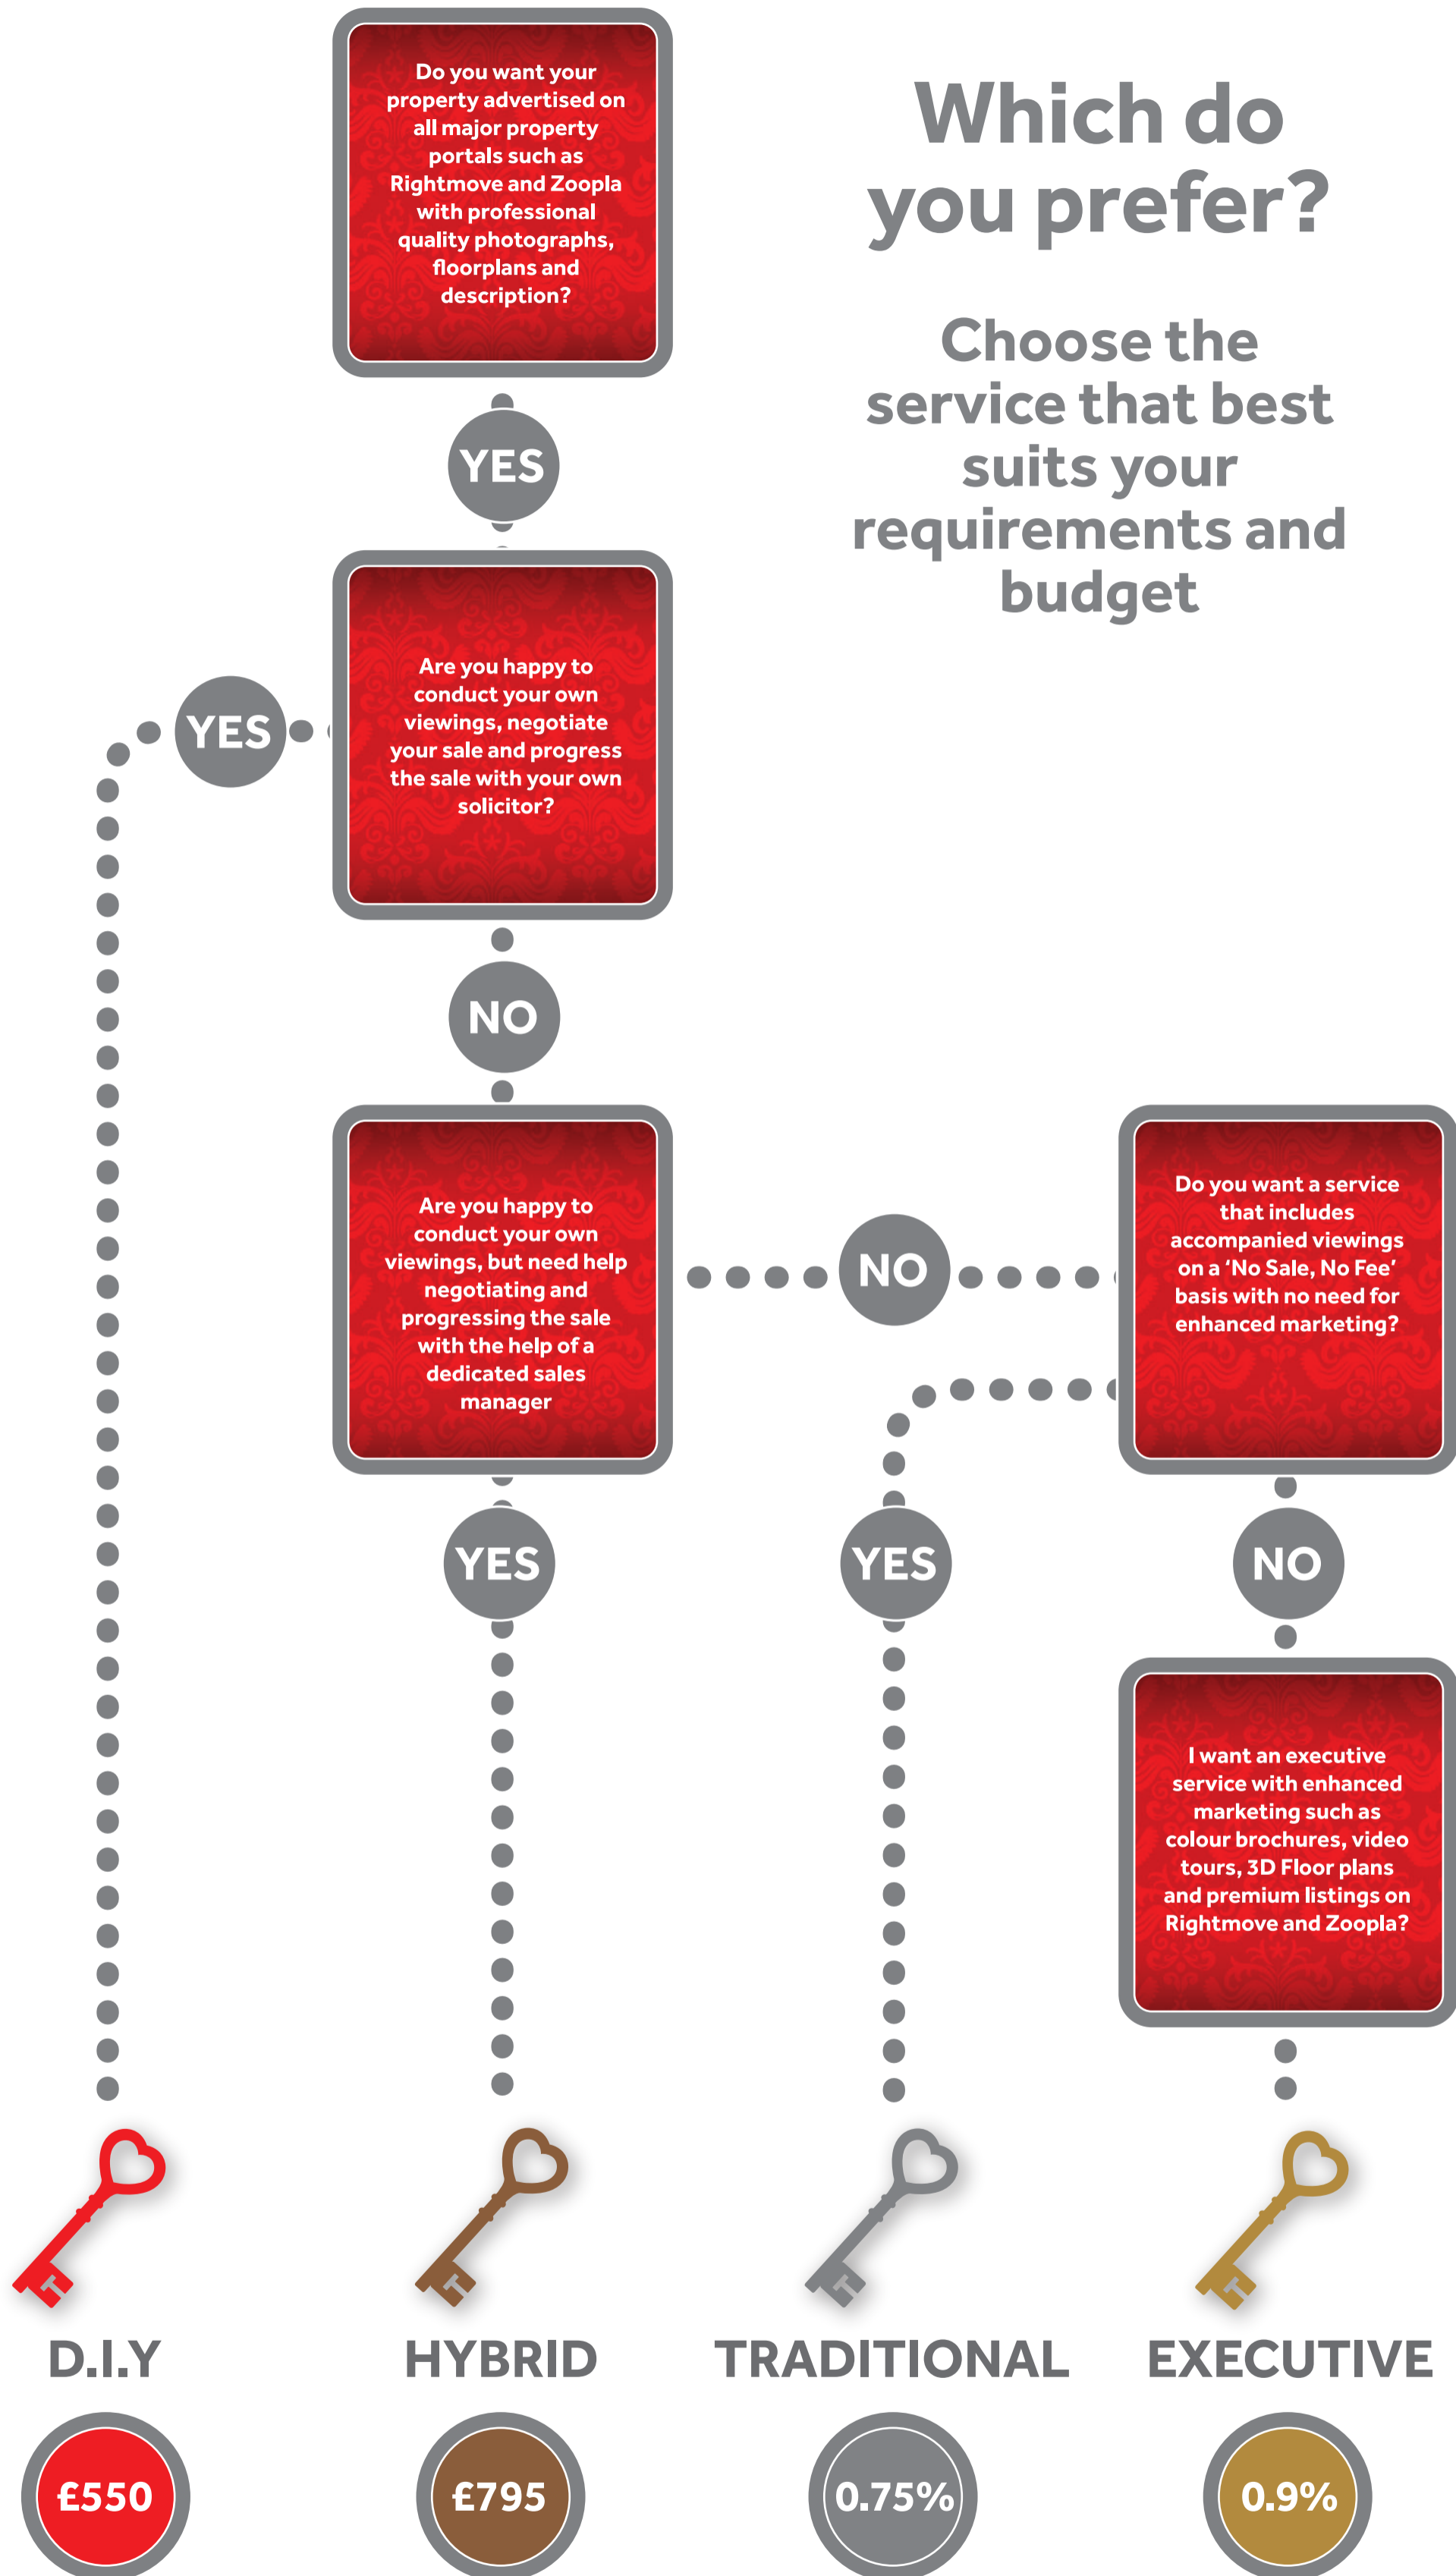 Do you want your
property advertised on
all major property
portals such as
Rightmove and Zoopla
with professional
quality photographs,
floorplans and
description?
Which do
you prefer?
Choose the
service that best
suits your
requirements and
budget
YES
Are you happy to
conduct your own
viewings, negotiate
your sale and progress
the sale with your own
solicitor?
YES
NO
Are you happy to
conduct your own
viewings, but need help
negotiating and
progressing the sale
with the help of a
dedicated sales
manager
NO
Do you want a service
that includes
accompanied viewings
on a ‘No Sale, No Fee’
basis with no need for
enhanced marketing?
YES
YES
NO
I want an executive
service with enhanced
marketing such as
colour brochures, video
tours, 3D Floor plans
and premium listings on
Rightmove and Zoopla?
D.I.Y
HYBRID
TRADITIONAL
EXECUTIVE
£550
£795
0.75%
0.9%